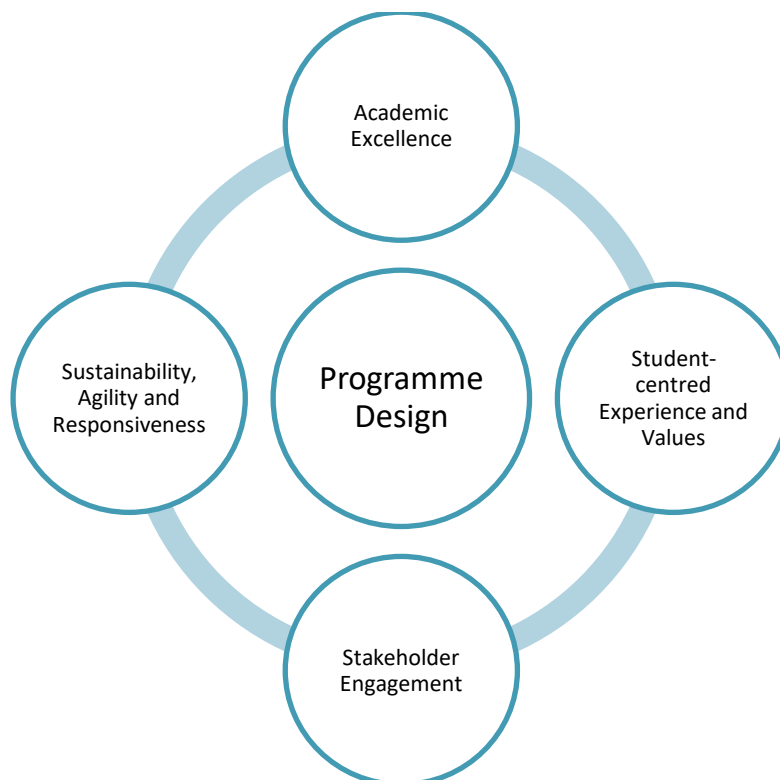 Academic
Excellence
Sustainability,
Agility and
Responsiveness
Programme
Design
Student-
centred
Experience and
Values
Stakeholder
Engagement